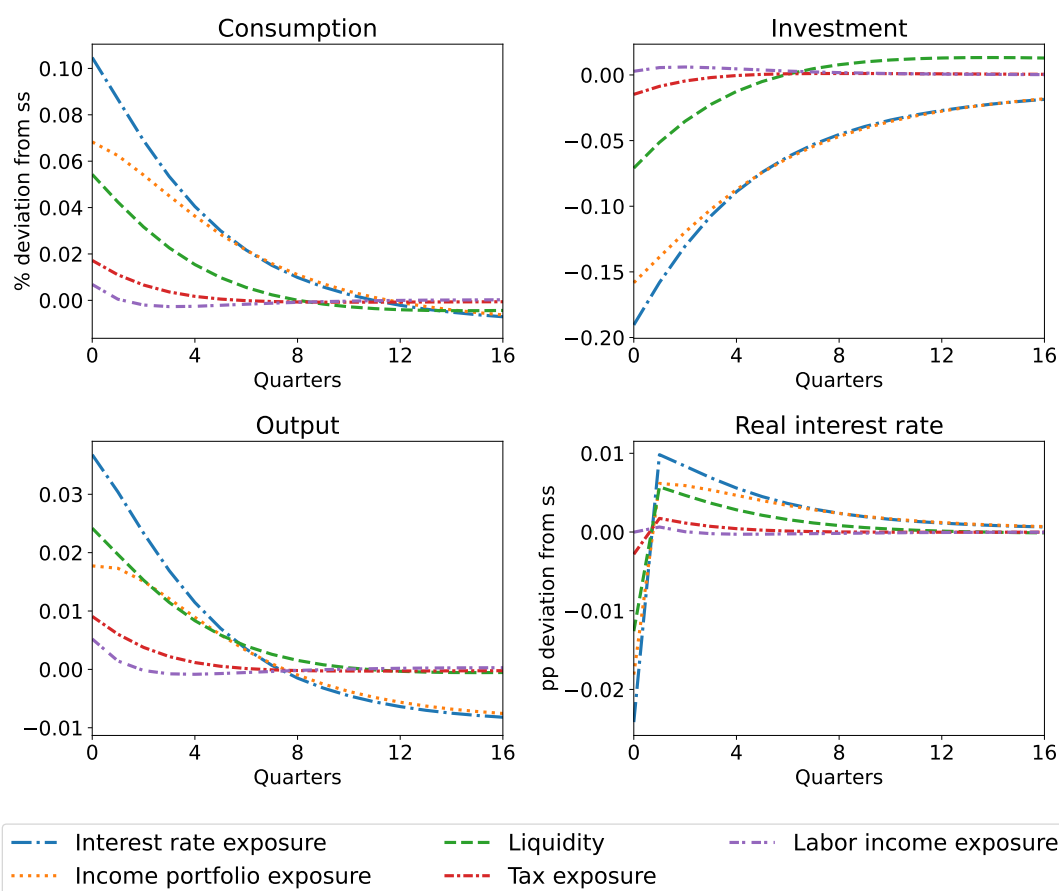 Consumption
Investment
% deviation from ss
0.10
0.08
0.06
0.04
0.02
0.00
0 4 8 12 16
Quarters
0.00
−0.05
−0.10
−0.15
−0.20
0 4 8 12 16
Quarters
Output
Real interest rate
0.03
0.02
0.01
0.00
−0.01
0 4 8 12 16
Quarters
pp deviation from ss
0.01
0.00
−0.01
−0.02
0 4 8 12 16
Quarters
Interest rate exposure
Income portfolio exposure
Liquidity
Tax exposure
Labor income exposure